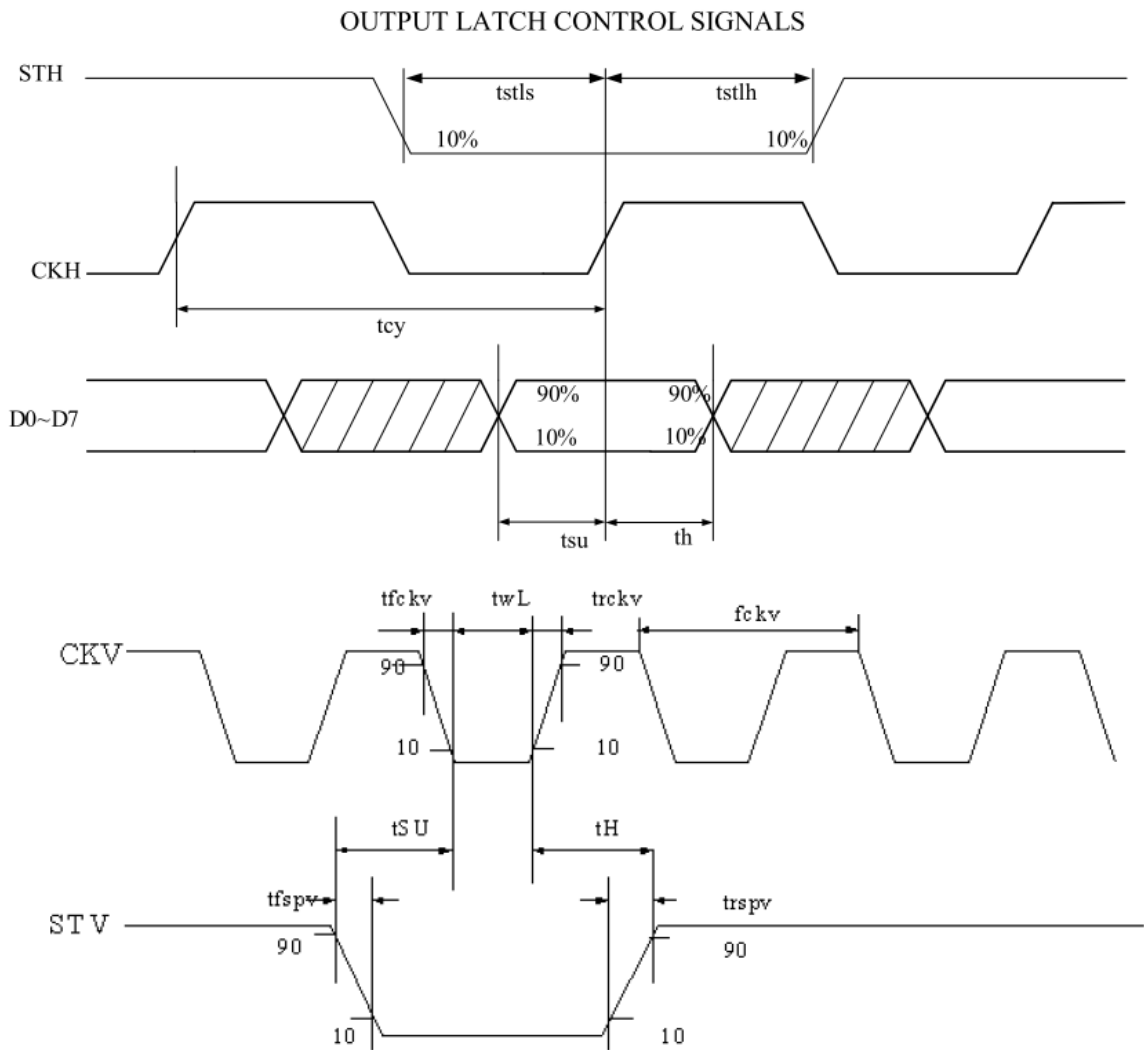 OUTPUT LATCH CONTROL SIGNALS
STH
tstls
tstlh
10%
10%
CKH
tcy
D0~D7
90%
90%
10%
10%
tsu
th
tfckv
twL
trckv
fckv
CKV
90
90
10
10
tSU
tH
tfspv
trspv
STV
90
90
10
10